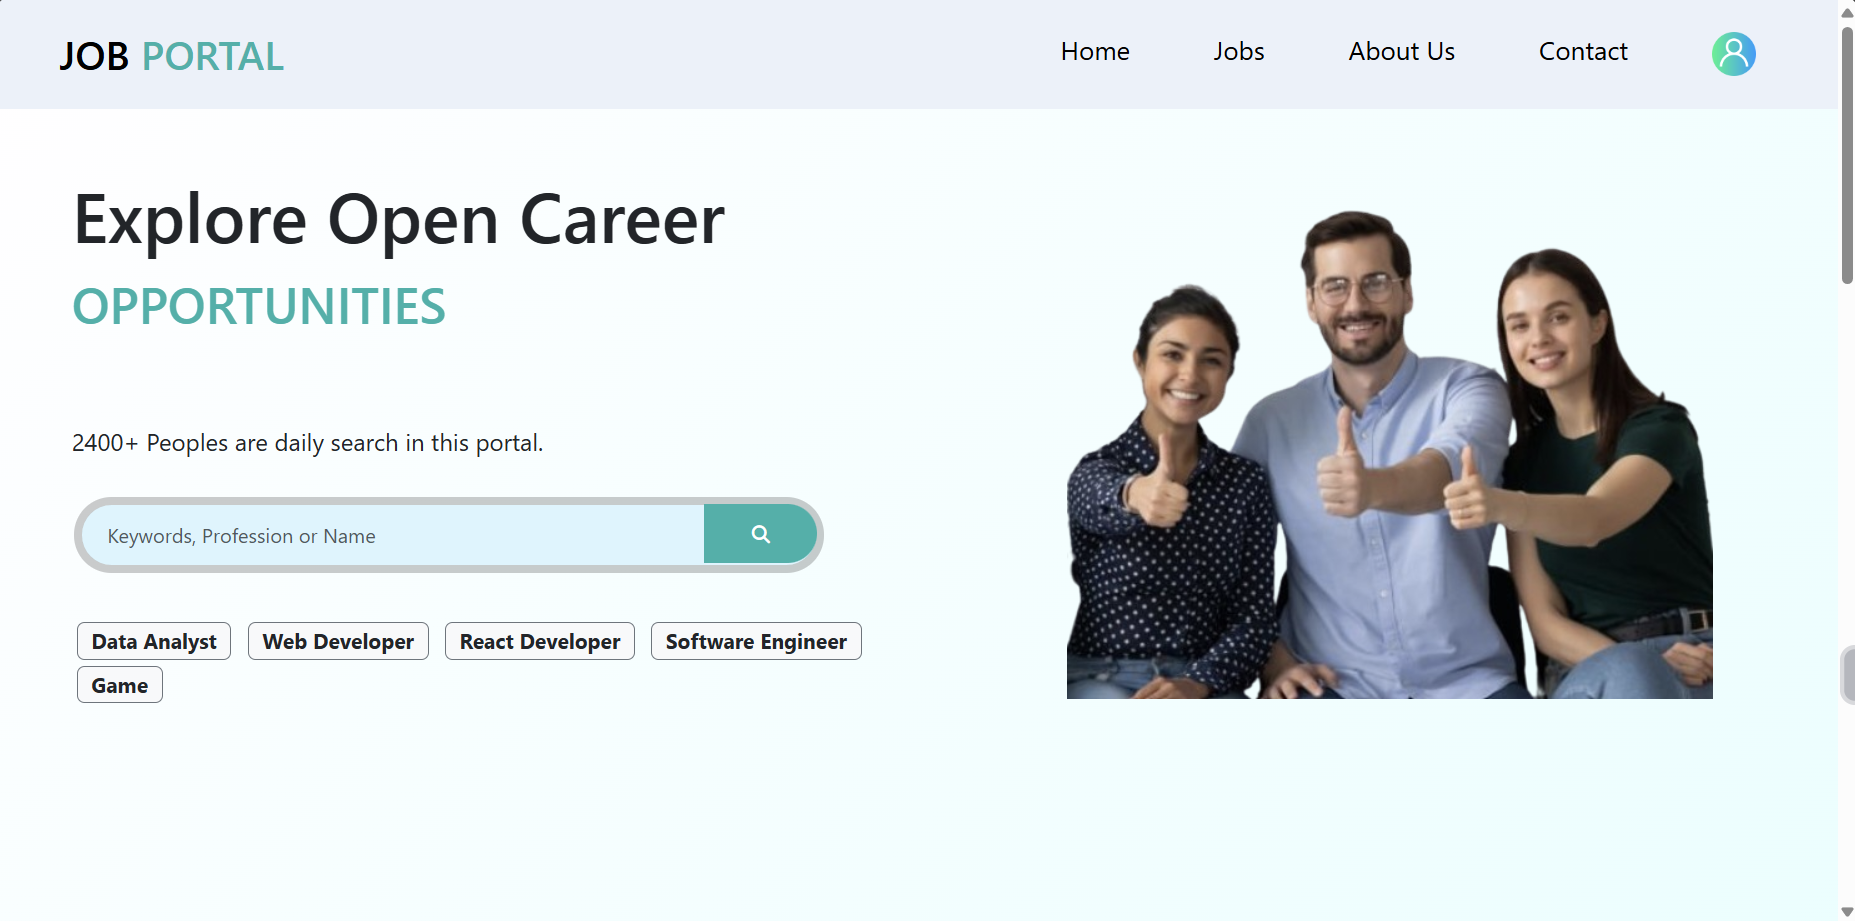 JOB PORTAL
Home Jobs About Us Contact
Explore Open Career
OPPORTUNITIES
2400+ Peoples are daily search in this portal.
Keywords, Profession or Name
Data Analyst Web Developer React Developer Software Engineer
Game